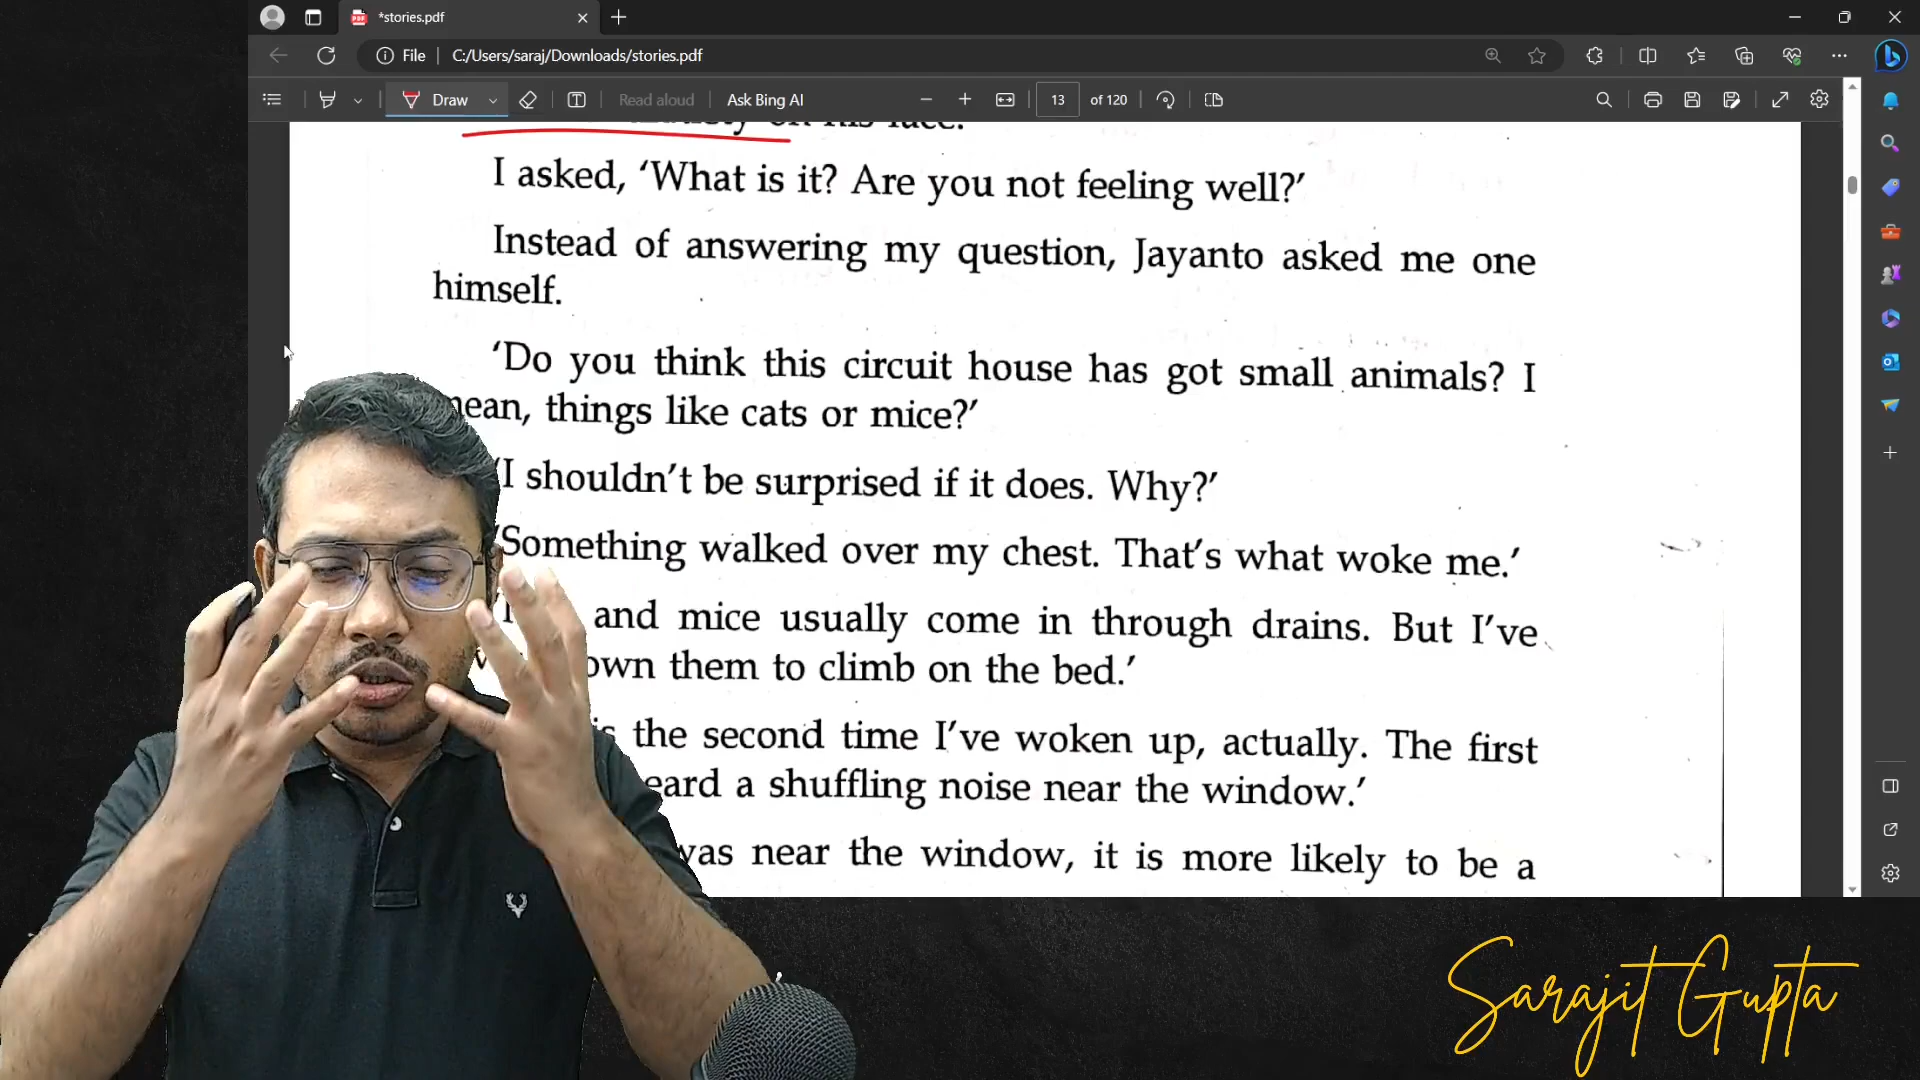 *stories.pdf
File C:/Users/saraj/Downloads/stories.pdf
Draw Read aloud Ask Bing AI 13 of 120
his face.
I asked, ‘What is it? Are you not feeling well?’
Instead of answering my question, Jayanto asked me one
himself.
‘Do you think this circuit house has got small animals? I
mean, things like cats or mice?’
‘I shouldn’t be surprised if it does. Why?’
‘Something walked over my chest. That’s what woke me.’
and mice usually come in through drains. But I’ve
them to climb on the bed.’
the second time I’ve woken up, actually. The first
a shuffling noise near the window.’
was near the window, it is more likely to be a
Sarajit Gupta